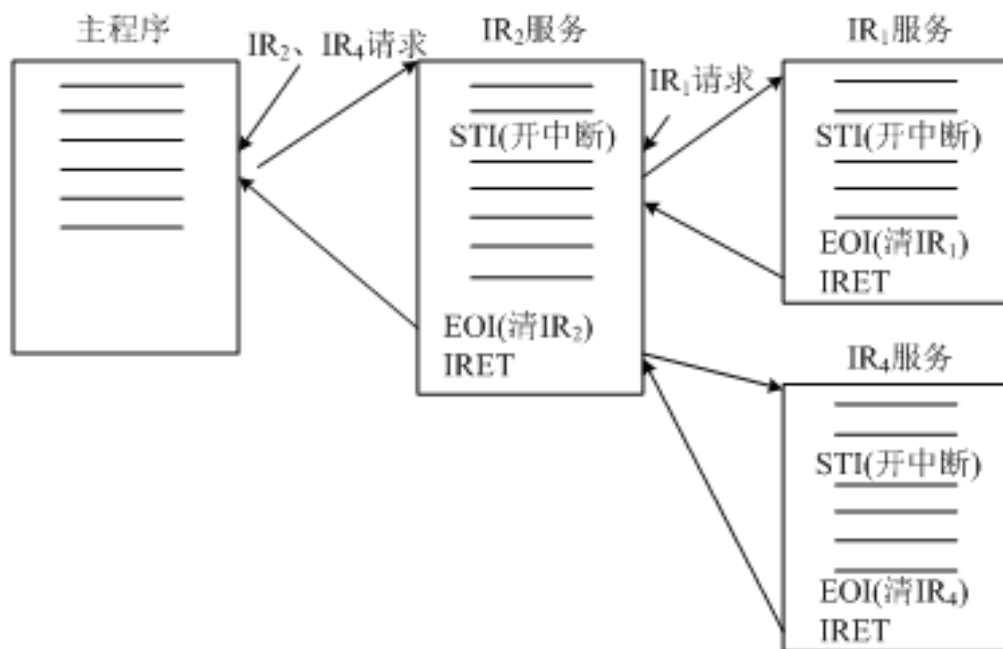 主程序
IR₂、IR₄请求
IR₂服务
STI(开中断)
EOI(清IR₂)
IRET
IR₁请求
IR₁服务
STI(开中断)
EOI(清IR₁)
IRET
IR₄服务
STI(开中断)
EOI(清IR₄)
IRET